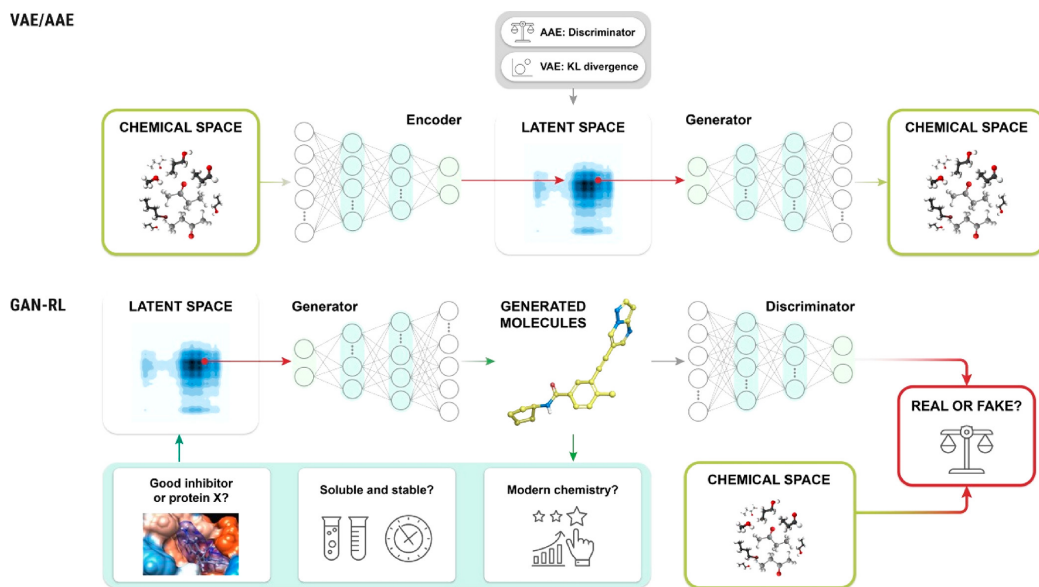 VAE/AAE
AAE: Discriminator
VAE: KL divergence
CHEMICAL SPACE
Encoder
LATENT SPACE
Generator
CHEMICAL SPACE
GAN-RL
LATENT SPACE
Generator
GENERATED
MOLECULES
Discriminator
REAL OR FAKE?
Good inhibitor
or protein X?
Soluble and stable?
Modern chemistry?
CHEMICAL SPACE